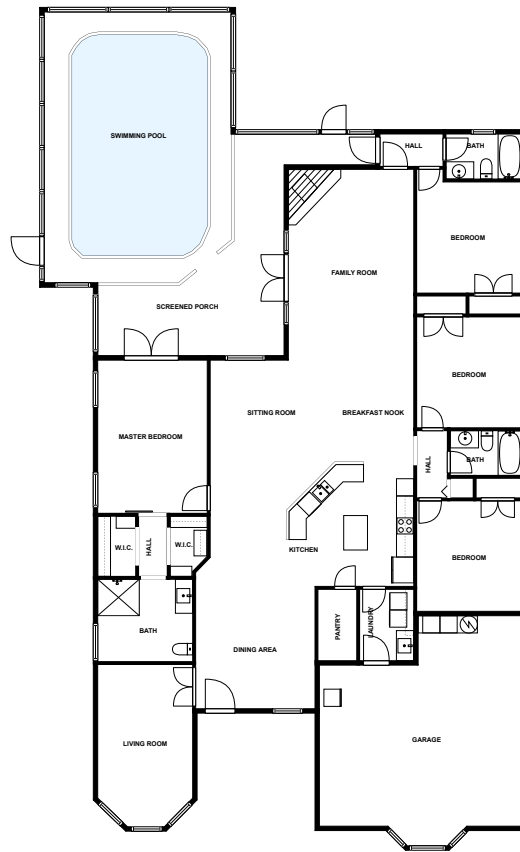 SWIMMING POOL
HALL
BATH
BEDROOM
FAMILY ROOM
SCREENED PORCH
BEDROOM
SITTING ROOM
BREAKFAST NOOK
MASTER BEDROOM
BATH
HALL
W.I.C.
HALL
W.I.C.
KITCHEN
BEDROOM
BATH
PANTRY
LAUNDRY
DINING AREA
LIVING ROOM
GARAGE